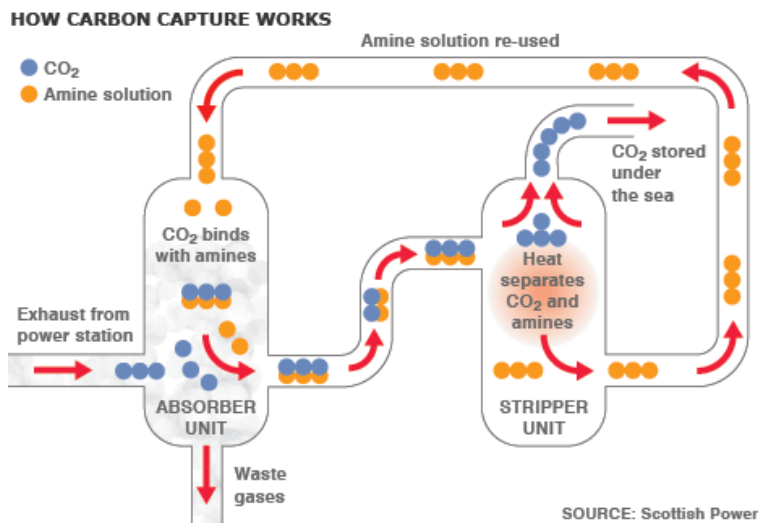 HOW CARBON CAPTURE WORKS
Amine solution re-used
CO₂
Amine solution
CO₂ stored
under
the sea
CO₂ binds
with amines
Heat
separates
CO₂ and
amines
Exhaust from
power station
ABSORBER
UNIT
STRIPPER
UNIT
Waste
gases
SOURCE: Scottish Power